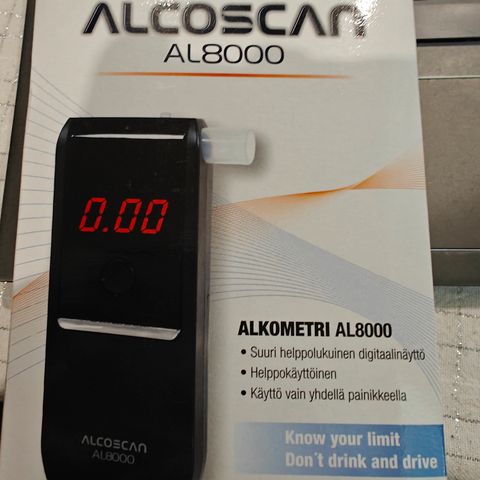 ALCOSCAN
AL8000
0.00
ALKOMETRI AL8000
• Suuri helppolukuinen digitaalinäyttö
• Helppokäyttöinen
• Käyttö vain yhdellä painikkeella
ALCOSCAN
AL8000
Know your limit
Don´t drink and drive